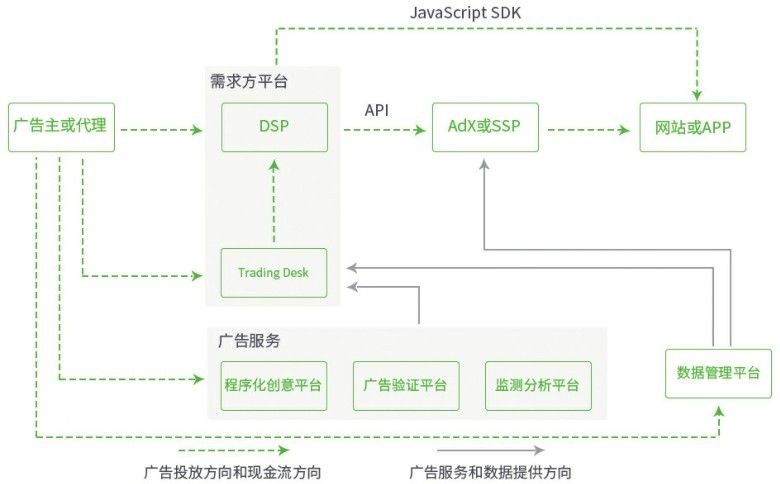 JavaScript SDK
需求方平台
广告主或代理
DSP
API
AdX或SSP
网站或APP
Trading Desk
广告服务
程序化创意平台
广告验证平台
监测分析平台
数据管理平台
广告投放方向和现金流方向
广告服务和数据提供方向